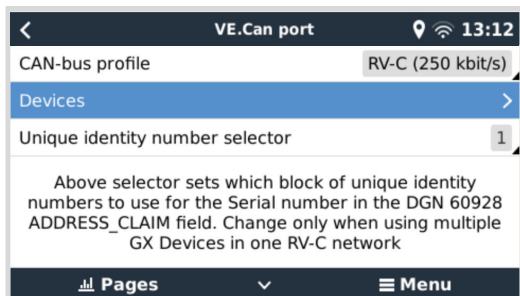 VE.Can port 13:12
CAN-bus profile RV-C (250 kbit/s)
Devices
Unique identity number selector 1
Above selector sets which block of unique identity
numbers to use for the Serial number in the DGN 60928
ADDRESS_CLAIM field. Change only when using multiple
GX Devices in one RV-C network
Pages Menu